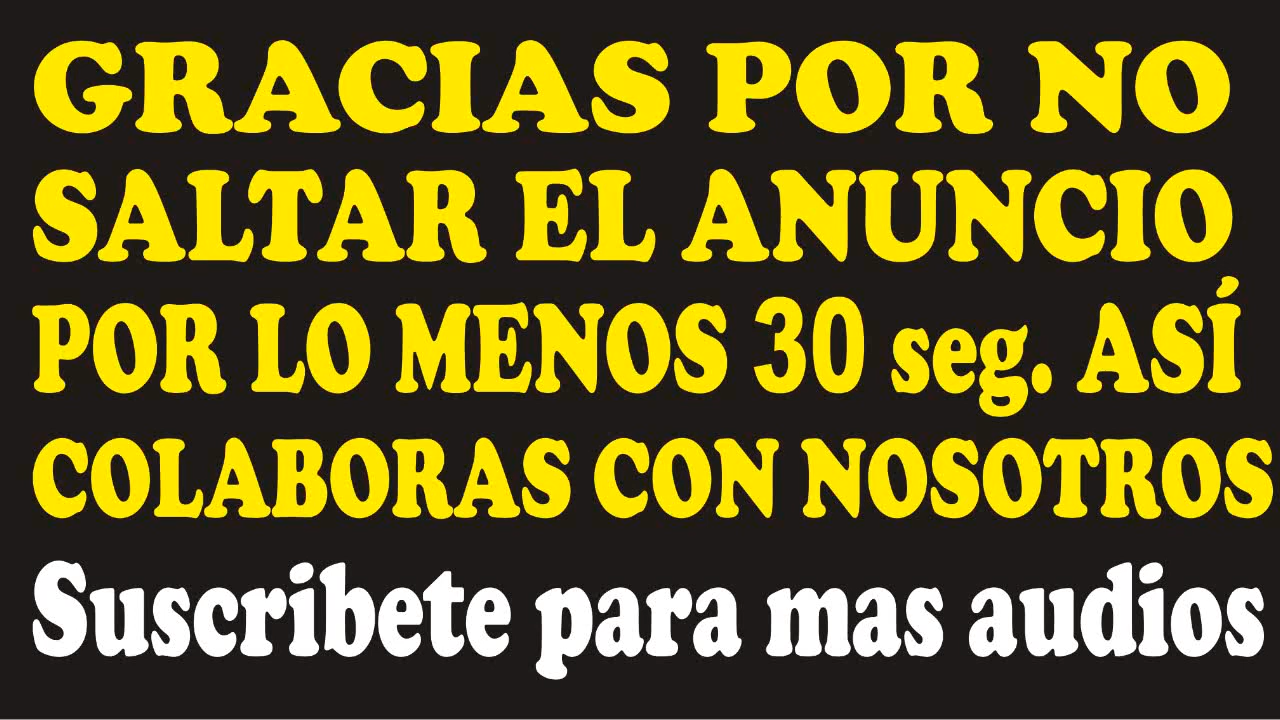 GRACIAS POR NO
SALTAR EL ANUNCIO
POR LO MENOS 30 seg. ASÍ
COLABORAS CON NOSOTROS
Suscribete para mas audios